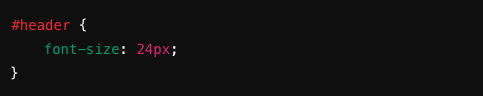 #header {
    font-size: 24px;
}